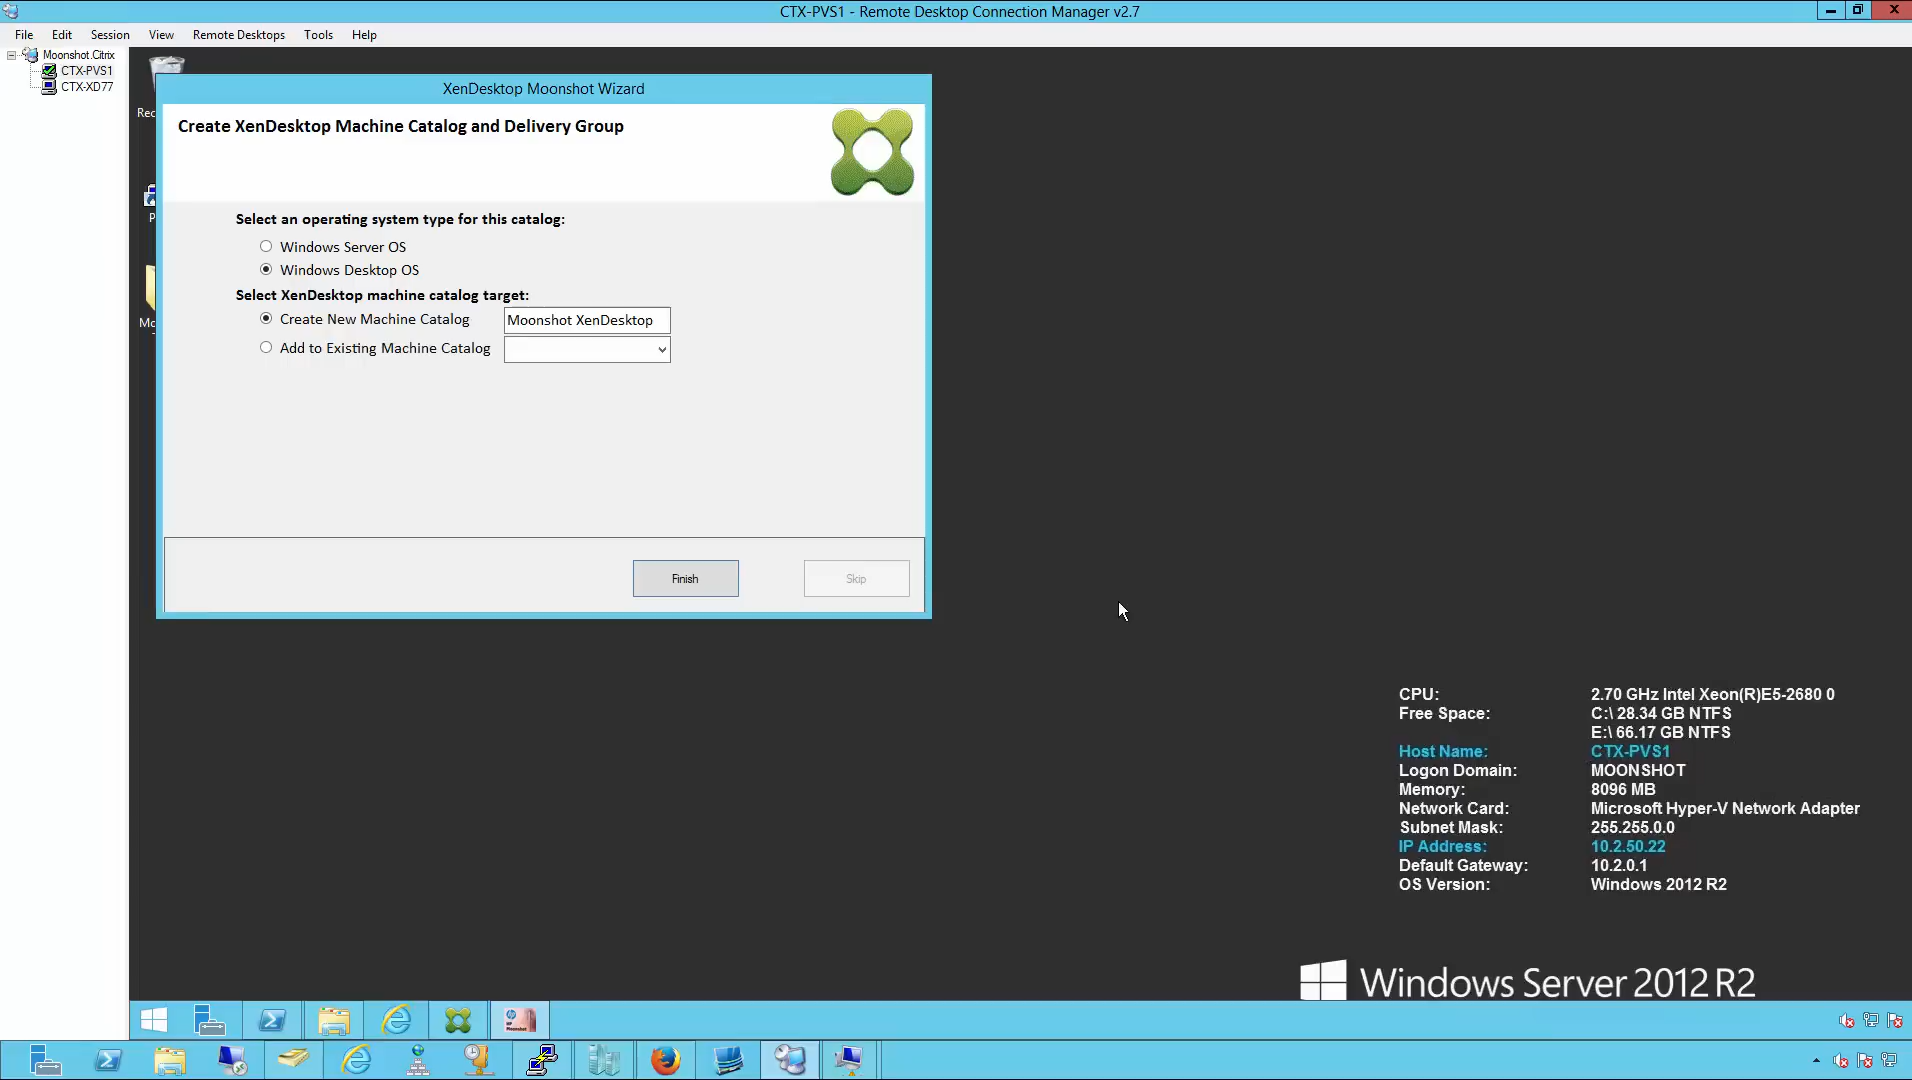 CTX-PVS1 - Remote Desktop Connection Manager v2.7
File Edit Session View Remote Desktops Tools Help
Moonshot.Citrix
CTX-PVS1
CTX-XD77
Rec
P
Mo
XenDesktop Moonshot Wizard
Create XenDesktop Machine Catalog and Delivery Group
Select an operating system type for this catalog:
Windows Server OS
Windows Desktop OS
Select XenDesktop machine catalog target:
Create New Machine Catalog Moonshot XenDesktop
Add to Existing Machine Catalog
Finish Skip
CPU: 2.70 GHz Intel Xeon(R)E5-2680 0
Free Space: C:\ 28.34 GB NTFS
E:\ 66.17 GB NTFS
Host Name: CTX-PVS1
Logon Domain: MOONSHOT
Memory: 8096 MB
Network Card: Microsoft Hyper-V Network Adapter
Subnet Mask: 255.255.0.0
IP Address: 10.2.50.22
Default Gateway: 10.2.0.1
OS Version: Windows 2012 R2
Windows Server 2012 R2